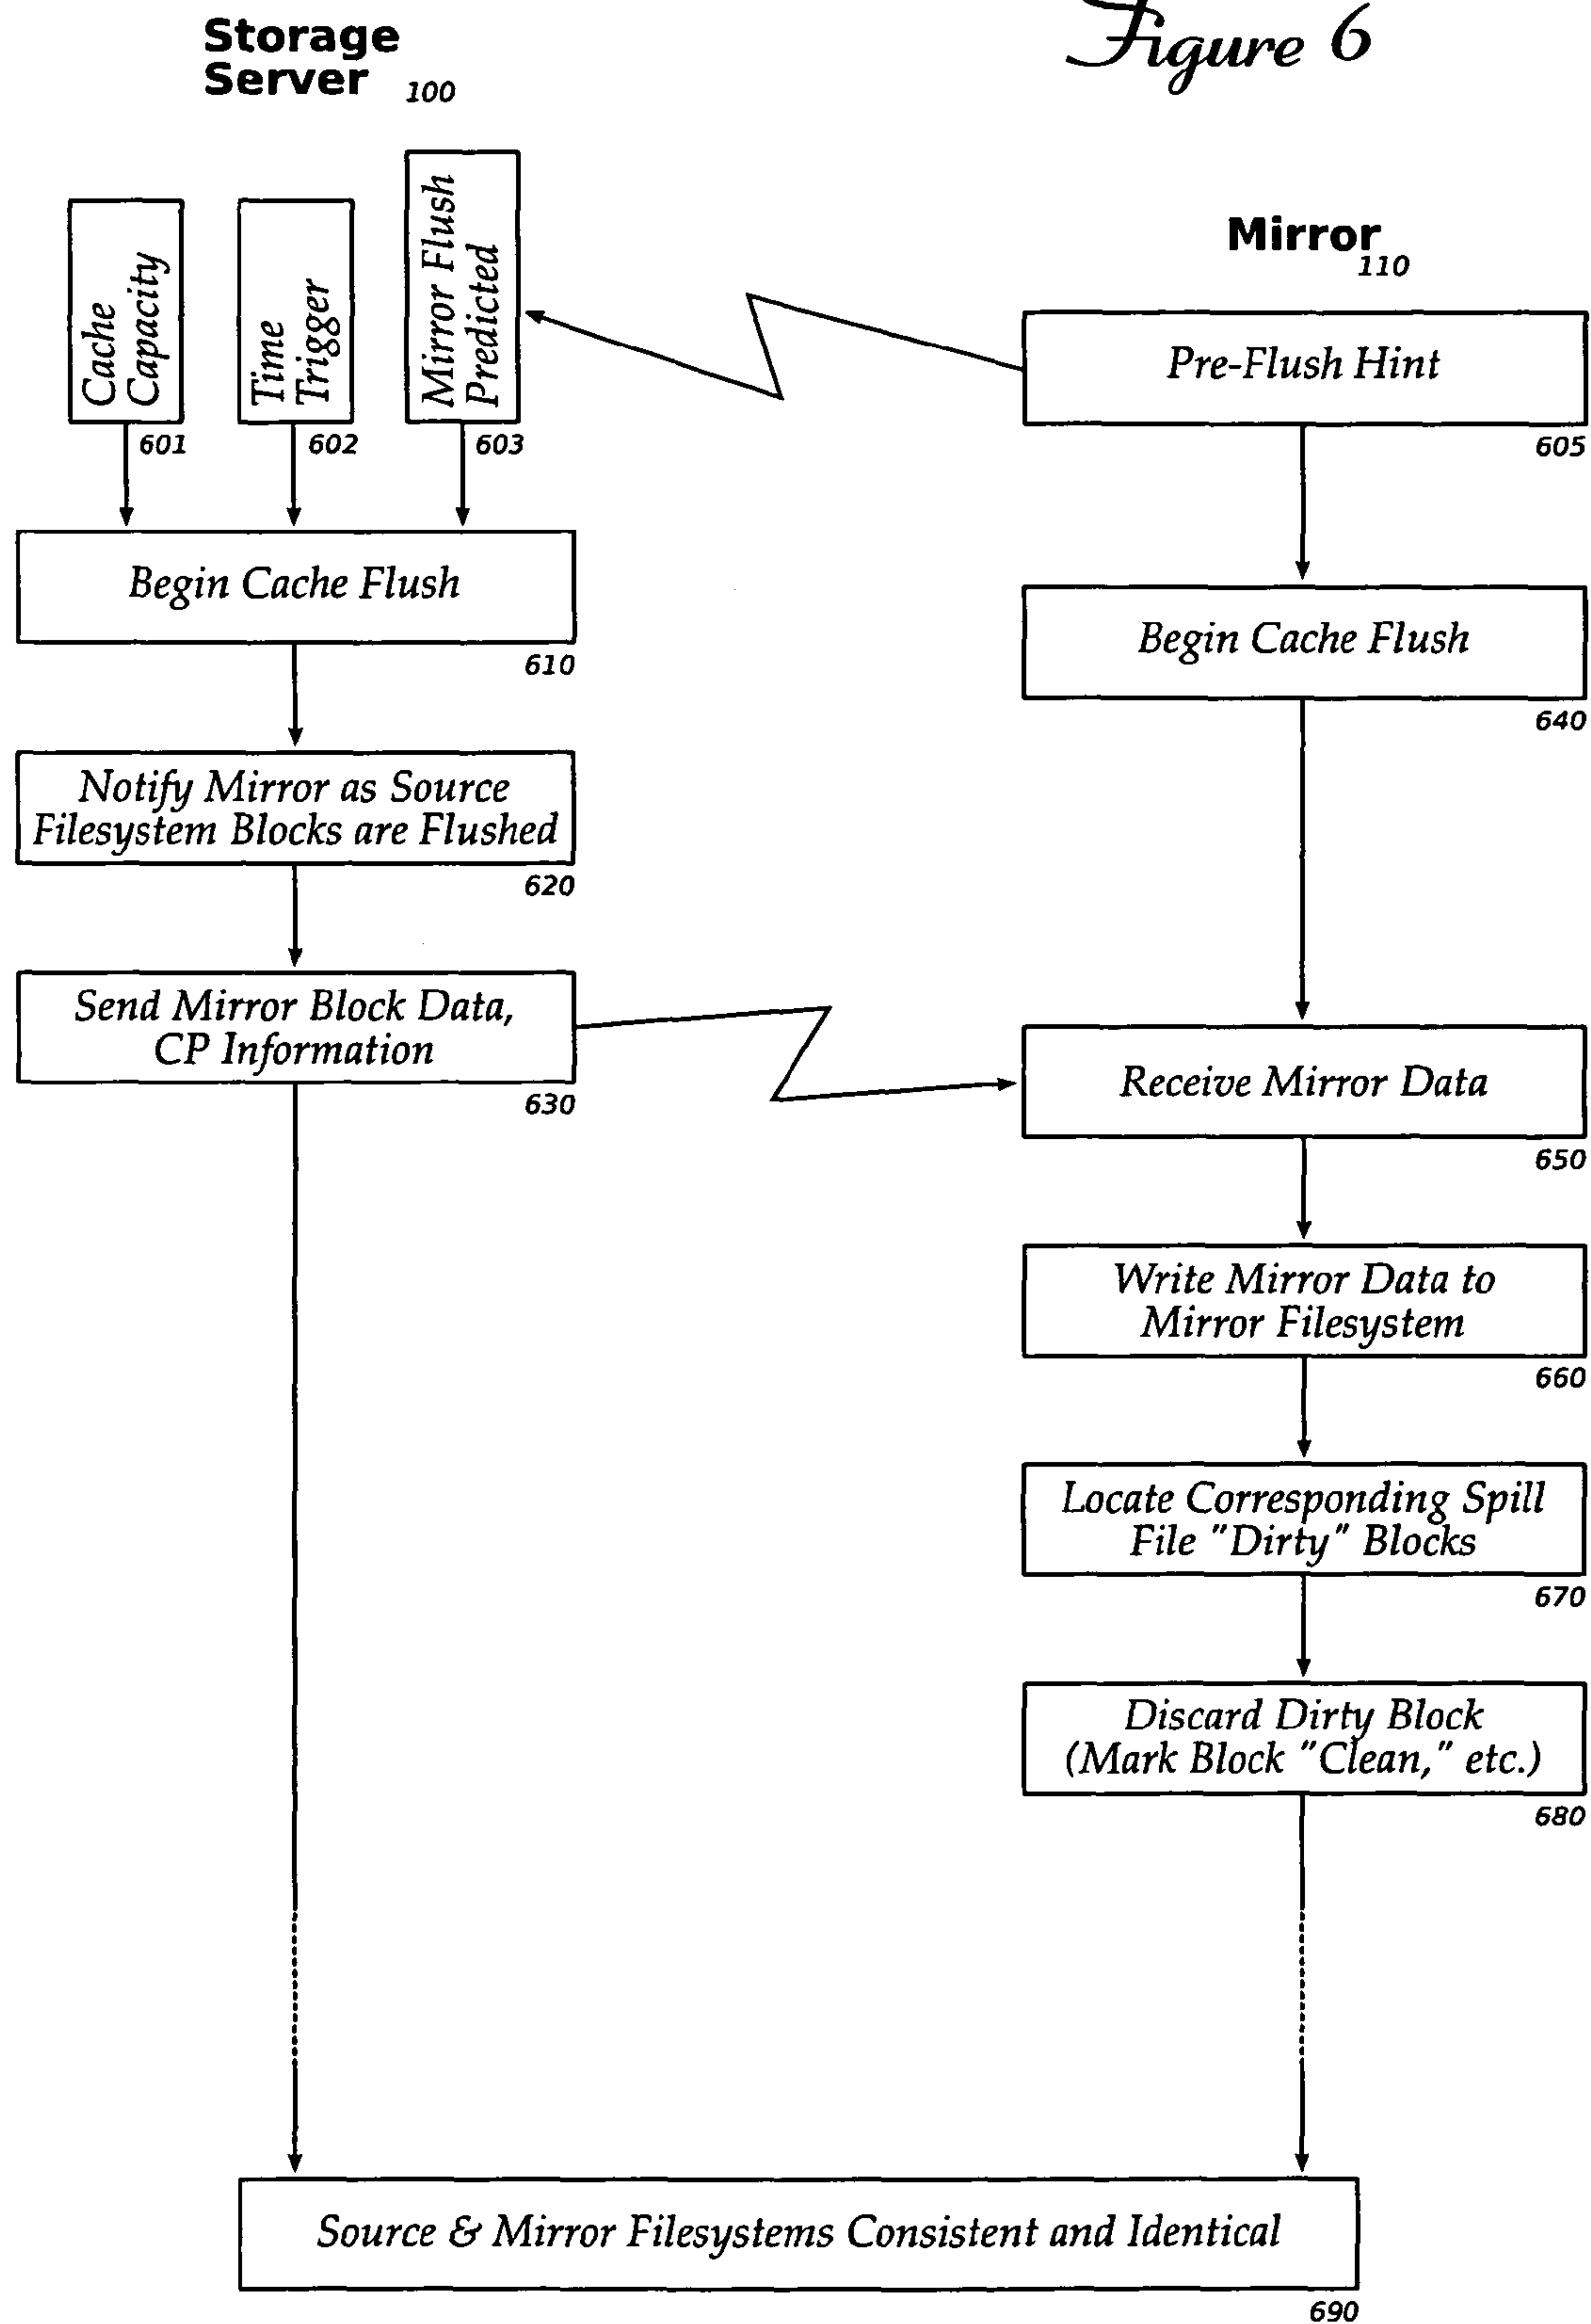 Figure 6
Storage
Server 100
Cache
Capacity
601
Time
Trigger
602
Mirror Flush
Predicted
603
Mirror
110
Pre-Flush Hint
605
Begin Cache Flush
610
Begin Cache Flush
640
Notify Mirror as Source
Filesystem Blocks are Flushed
620
Send Mirror Block Data,
CP Information
630
Receive Mirror Data
650
Write Mirror Data to
Mirror Filesystem
660
Locate Corresponding Spill
File "Dirty" Blocks
670
Discard Dirty Block
(Mark Block "Clean," etc.)
680
Source & Mirror Filesystems Consistent and Identical
690